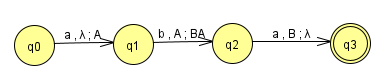 q0 a , λ ; A q1 b , A ; BA q2 a , B ; λ q3